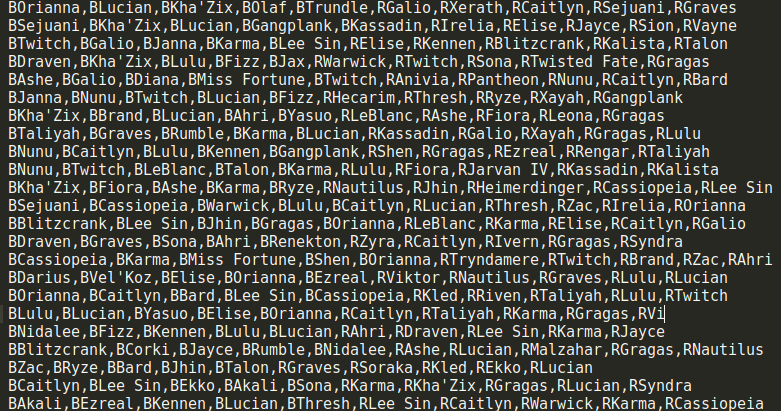 BOrianna,BLucian,BKha'Zix,BOlaf,BTrundle,RGalio,RXerath,RCaitlyn,RSejuani,RGraves
BSejuani,BKha'Zix,BLucian,BGangplank,BKassadin,RIrelia,RElise,RJayce,RSion,RVayne
BTwitch,BGalio,BJanna,BKarma,BLee Sin,RElise,RKennen,RBlitzcrank,RKalista,RTalon
BDraven,BKha'Zix,BLulu,BFizz,BJax,RWarwick,RTwitch,RSona,RTwisted Fate,RGragas
BAshe,BGalio,BDiana,BMiss Fortune,BTwitch,RAnivia,RPantheon,RNunu,RCaitlyn,RBard
BJanna,BNunu,BTwitch,BLucian,BFizz,RHecarim,RThresh,RRyze,RXayah,RGangplank
BKha'Zix,BBrand,BLucian,BAhri,BYasuo,RLeBlanc,RAshe,RFiora,RLeona,RGragas
BTaliyah,BGraves,BRumble,BKarma,BLucian,RKassadin,RGalio,RXayah,RGragas,RLulu
BNunu,BCaitlyn,BLulu,BKennen,BGangplank,RShen,RGragas,REzreal,RRengar,RTaliyah
BNunu,BTwitch,BLeBlanc,BTalon,BKarma,RLulu,RFiora,RJarvan IV,RKassadin,RKalista
BKha'Zix,BFiora,BAshe,BKarma,BRyze,RNautilus,RJhin,RHeimerdinger,RCassiopeia,RLee Sin
BSejuani,BCassiopeia,BWarwick,BLulu,BCaitlyn,RLucian,RThresh,RZac,RIrelia,ROrianna
BBlitzcrank,BLee Sin,BJhin,BGragas,BOrianna,RLeBlanc,RKarma,RElise,RCaitlyn,RGalio
BDraven,BGraves,BSona,BAhri,BRenekton,RZyra,RCaitlyn,RIvern,RGragas,RSyndra
BCassiopeia,BKarma,BMiss Fortune,BShen,BOrianna,RTryndamere,RTwitch,RBrand,RZac,RAhri
BDarius,BVel'Koz,BElise,BOrianna,BEzreal,RViktor,RNautilus,RGraves,RLulu,RLucian
BOrianna,BCaitlyn,BBard,BLee Sin,BCassiopeia,RKled,RRiven,RTaliyah,RLulu,RTwitch
BLulu,BLucian,BYasuo,BElise,BOrianna,RCaitlyn,RTaliyah,RKarma,RGragas,RVi
BNidalee,BFizz,BKennen,BLulu,BLucian,RAhri,RDraven,RLee Sin,RKarma,RJayce
BBlitzcrank,BCorki,BJayce,BRumble,BNidalee,RAshe,RLucian,RMalzahar,RGragas,RNautilus
BZac,BRyze,BBard,BJhin,BTalon,RGraves,RSoraka,RKled,REkko,RLucian
BCaitlyn,BLee Sin,BEkko,BAkali,BSona,RKarma,RKha'Zix,RGragas,RLucian,RSyndra
BAkali,BEzreal,BKennen,BLucian,BThresh,RLee Sin,RCaitlyn,RWarwick,RKarma,RCassiopeia